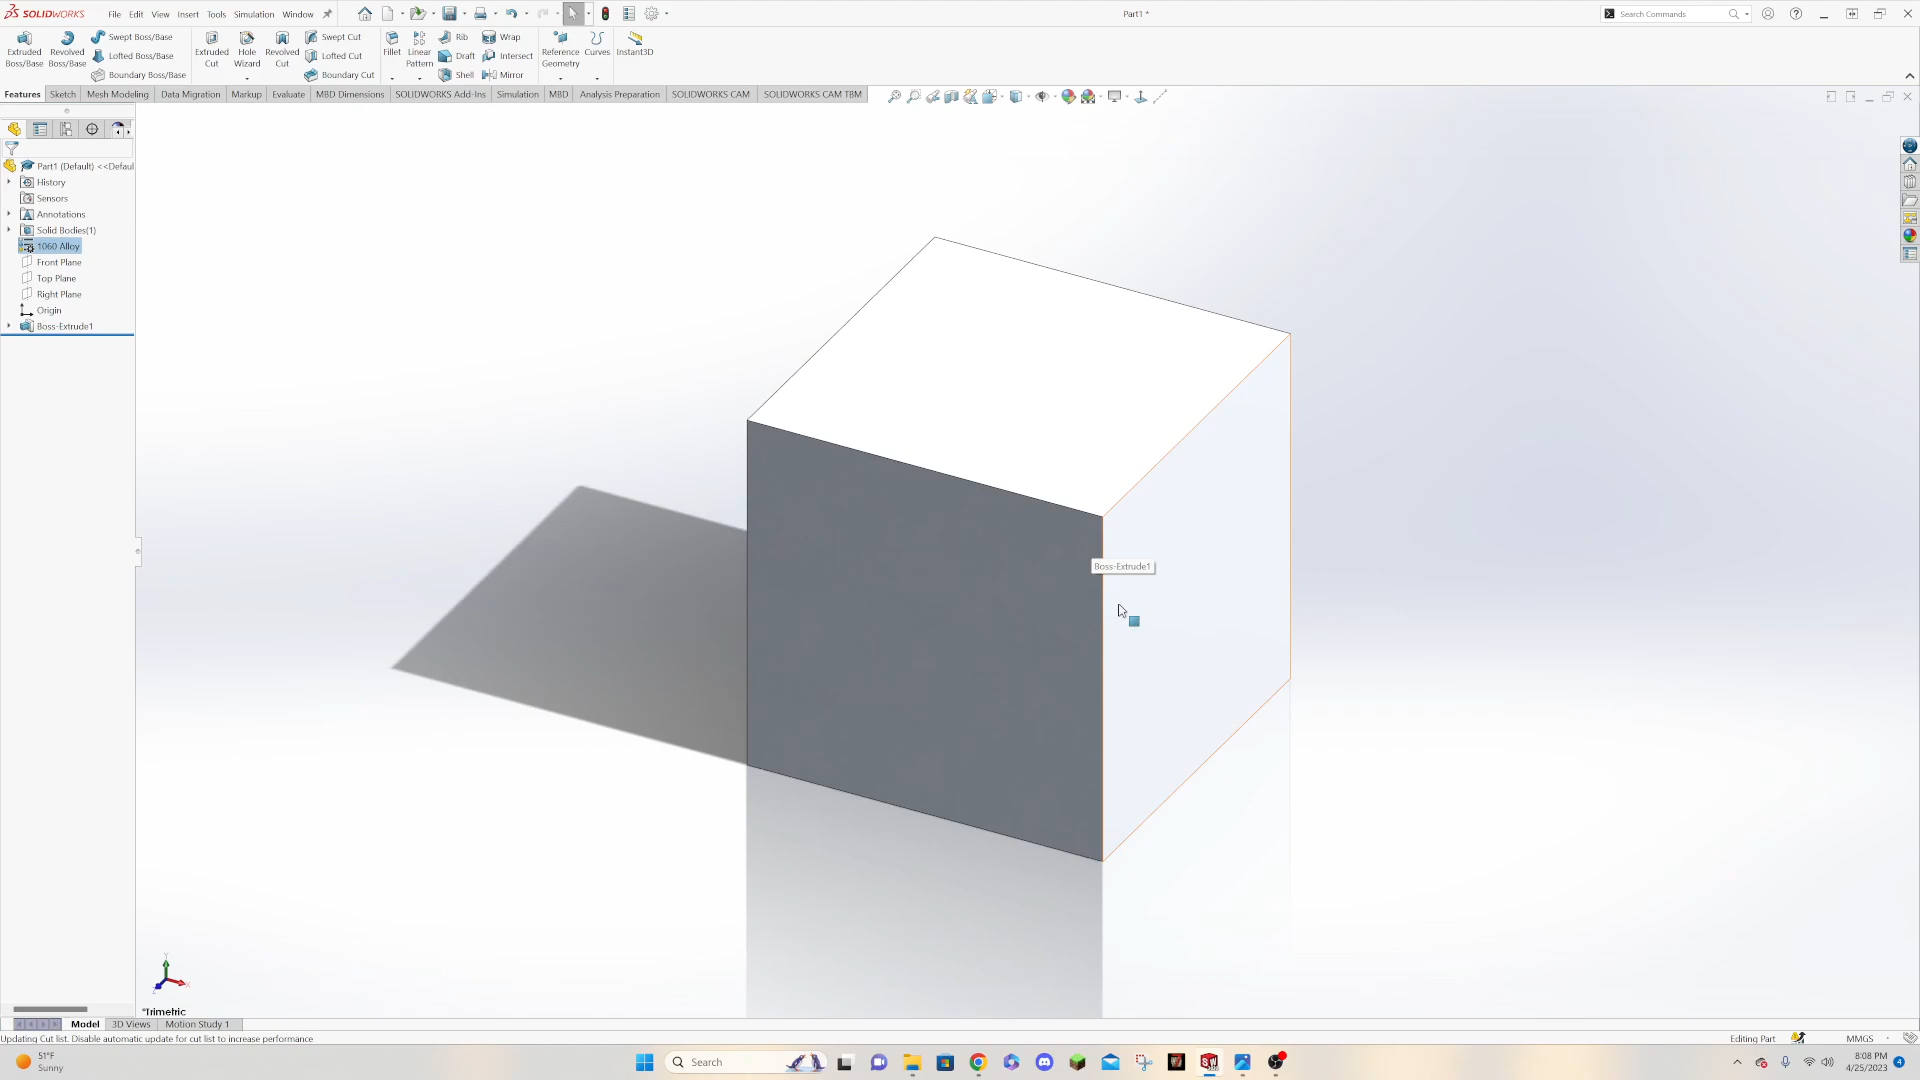 SOLIDWORKS File Edit View Insert Tools Simulation Window Part1 * Search Commands
Extruded Boss/Base Revolved Boss/Base Swept Boss/Base Lofted Boss/Base Boundary Boss/Base
Extruded Cut Hole Wizard Revolved Cut Swept Cut Lofted Cut Boundary Cut
Fillet Linear Pattern Rib Draft Shell Wrap Intersect Mirror
Reference Geometry Curves Instant3D
Features Sketch Mesh Modeling Data Migration Markup Evaluate MBD Dimensions SOLIDWORKS Add-Ins Simulation MBD Analysis Preparation SOLIDWORKS CAM SOLIDWORKS CAM TBM
Part1 (Default) <<Defaul
History
Sensors
Annotations
Solid Bodies(1)
1060 Alloy
Front Plane
Top Plane
Right Plane
Origin
Boss-Extrude1
Boss-Extrude1
*Trimetric
Model 3D Views Motion Study 1
Updating Cut list. Disable automatic update for cut list to increase performance Editing Part MMGS
51°F
Sunny
Search
8:08 PM
4/25/2023
4